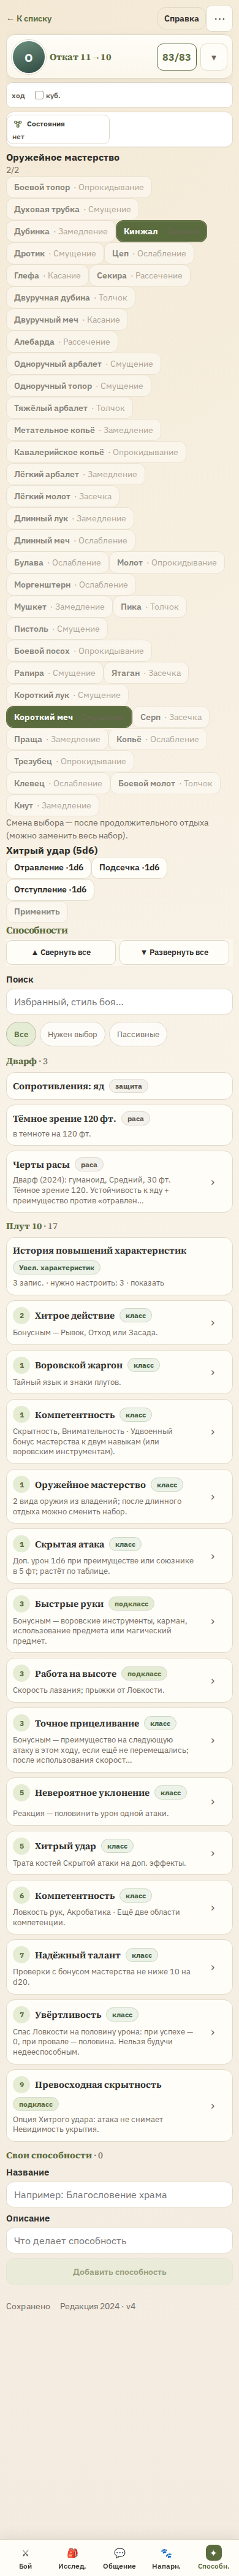 ← К списку
Справка
...
О
Откат 11→10
83/83
▼
ход
куб.
Состояния
нет
Оружейное мастерство
2/2
Боевой топор · Опрокидывание
Духовая трубка · Смущение
Дубинка · Замедление
Кинжал
Дротик · Смущение
Цеп · Ослабление
Глефа · Касание
Секира · Рассечение
Двуручная дубина · Толчок
Двуручный меч · Касание
Алебарда · Рассечение
Одноручный арбалет · Смущение
Одноручный топор · Смущение
Тяжёлый арбалет · Толчок
Метательное копьё · Замедление
Кавалерийское копьё · Опрокидывание
Лёгкий арбалет · Замедление
Лёгкий молот · Засечка
Длинный лук · Замедление
Длинный меч · Ослабление
Булава · Ослабление
Молот · Опрокидывание
Моргенштерн · Ослабление
Мушкет · Замедление
Пика · Толчок
Пистоль · Смущение
Боевой посох · Опрокидывание
Рапира · Смущение
Ятаган · Засечка
Короткий лук · Смущение
Короткий меч
Серп · Засечка
Праща · Замедление
Копьё · Ослабление
Трезубец · Опрокидывание
Клевец · Ослабление
Боевой молот · Толчок
Кнут · Замедление
Смена выбора — после продолжительного отдыха
(можно заменить весь набор).
Хитрый удар (5d6)
Отравление ·1d6
Подсечка ·1d6
Отступление ·1d6
Применить
Способности
▲ Свернуть все
▼ Развернуть все
Поиск
Избранный, стиль боя...
Все
Нужен выбор
Пассивные
Дварф · 3
Сопротивления: яд
защита
Тёмное зрение 120 фт.
раса
в темноте на 120 фт.
Черты расы
раса
Дварф (2024): гуманоид, Средний, 30 фт.
Тёмное зрение 120. Устойчивость к яду +
преимущество против «отравлен...
Плут 10 · 17
История повышений характеристик
Увел. характеристик
3 запис. · нужно настроить: 3 · показать
2 Хитрое действие
класс
Бонусным — Рывок, Отход или Засада.
1 Воровской жаргон
класс
Тайный язык и знаки плутов.
1 Компетентность
класс
Скрытность, Внимательность · Удвоенный
бонус мастерства к двум навыкам (или
воровским инструментам).
1 Оружейное мастерство
класс
2 вида оружия из владений; после длинного
отдыха можно сменить набор.
1 Скрытая атака
класс
Доп. урон 1d6 при преимуществе или союзнике
в 5 фт; растёт по таблице.
3 Быстрые руки
подкласс
Бонусным — воровские инструменты, карман,
использование предмета или магический
предмет.
3 Работа на высоте
подкласс
Скорость лазания; прыжки от Ловкости.
3 Точное прицеливание
класс
Бонусным — преимущество на следующую
атаку в этом ходу, если ещё не перемещались;
после использования скорост...
5 Невероятное уклонение
класс
Реакция — половинить урон одной атаки.
5 Хитрый удар
класс
Трата костей Скрытой атаки на доп. эффекты.
6 Компетентность
класс
Ловкость рук, Акробатика · Ещё две области
компетенции.
7 Надёжный талант
класс
Проверки с бонусом мастерства не ниже 10 на
d20.
7 Увёртливость
класс
Спас Ловкости на половину урона: при успехе —
0, при провале — половина. Нельзя будучи
недееспособным.
9 Превосходная скрытность
подкласс
Опция Хитрого удара: атака не снимает
Невидимость укрытия.
Свои способности · 0
Название
Например: Благословение храма
Описание
Что делает способность
Добавить способность
Сохранено
Редакция 2024 · v4
Бой
Исслед.
Общение
Напарн.
Способн.